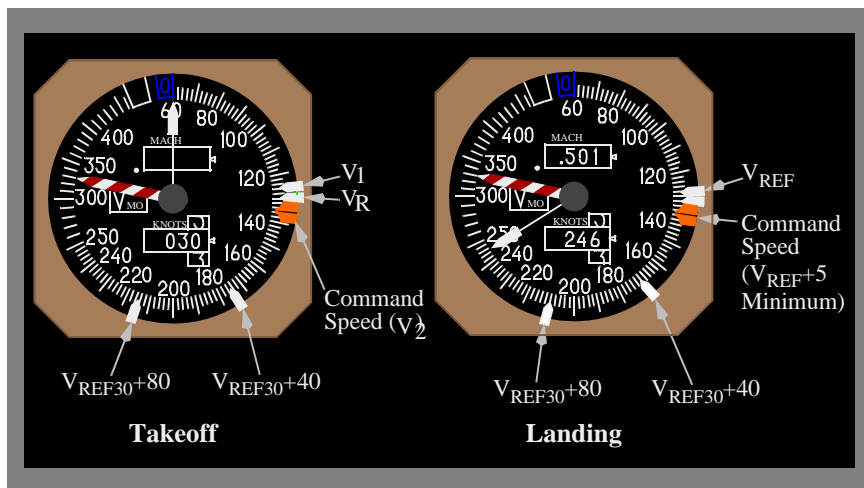 0
60
80
100
120
140
160
180
200
220
240
250
300
350
400
MACH
V MO
KNOTS
030
V1
VR
Command
Speed (V2)
VREF30+80
VREF30+40
Takeoff
0
60
80
100
120
140
160
180
200
220
240
250
300
350
400
MACH
.501
V MO
KNOTS
246
VREF
Command
Speed
(VREF+5
Minimum)
VREF30+80
VREF30+40
Landing